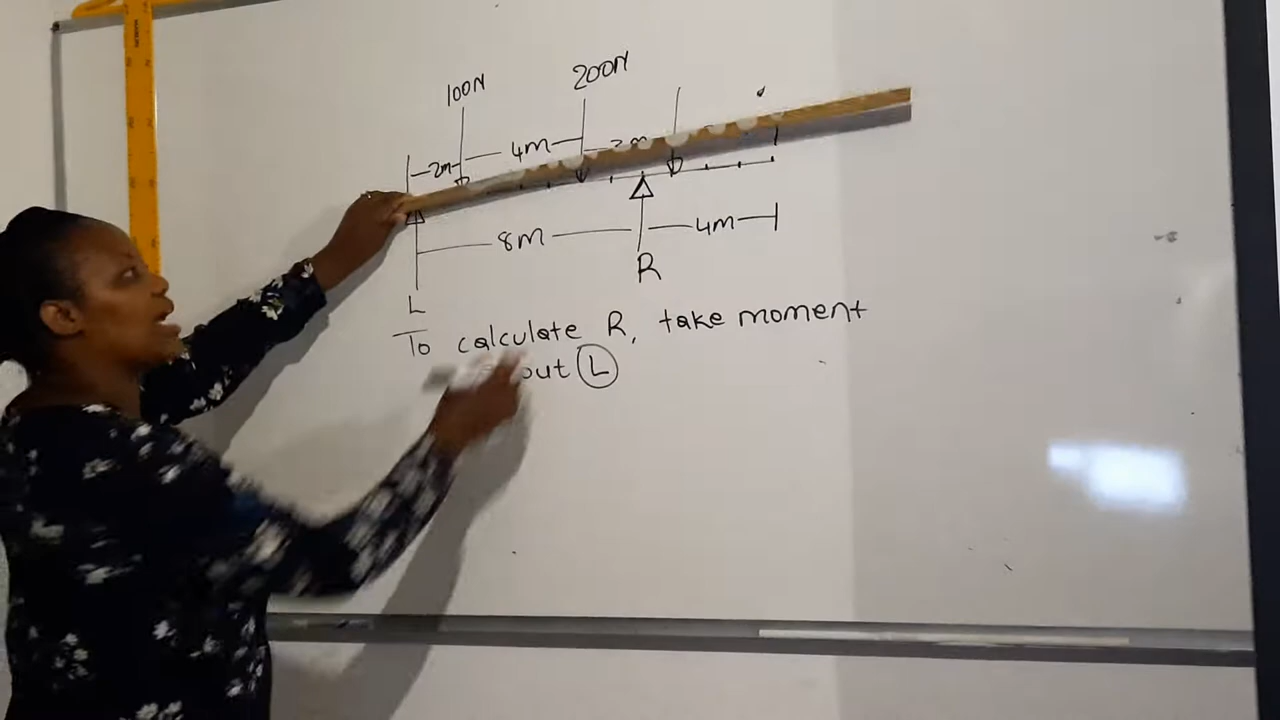 100N
200N
2m
4m
8m
4m
R
L
To calculate R, take moment
out L